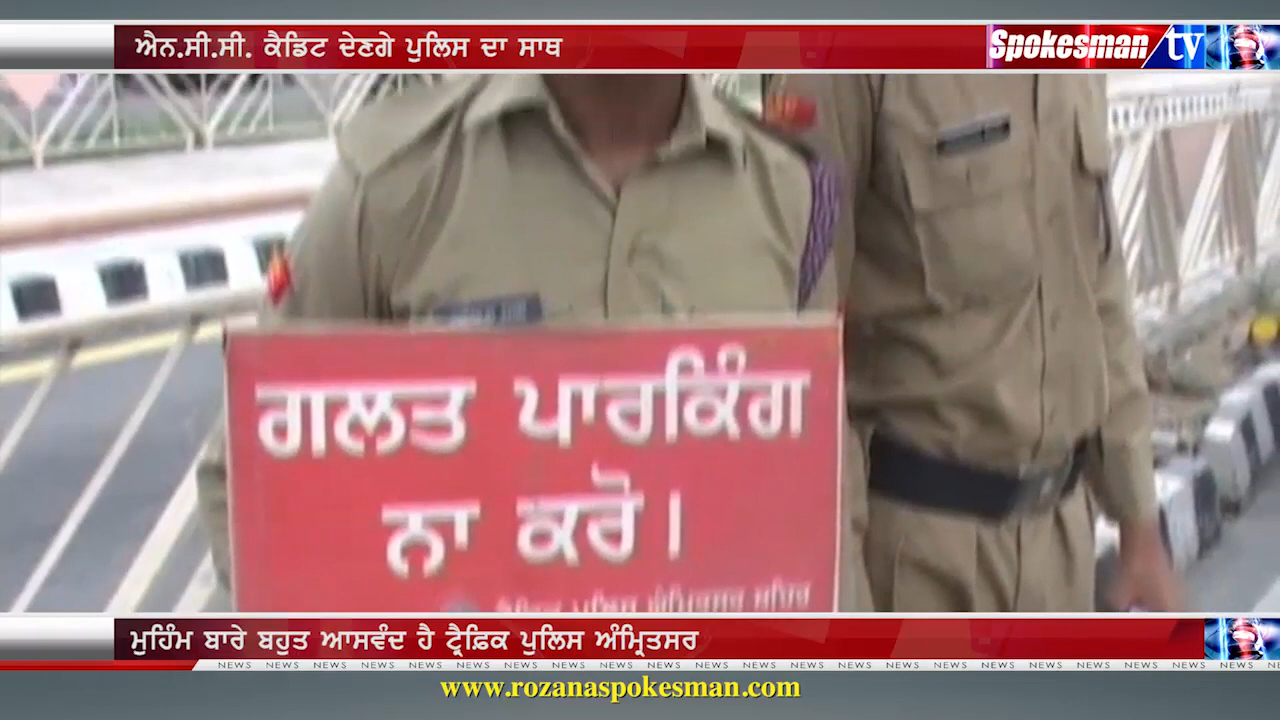 ਐਨ.ਸੀ.ਸੀ. ਕੈਡਿਟ ਦੇਣਗੇ ਪੁਲਿਸ ਦਾ ਸਾਥ
Spokesman tv
ਗਲਤ ਪਾਰਕਿੰਗ
ਨਾ ਕਰੋ।
ਪੁਲਿਸ ਅੰਮ੍ਰਿਤਸਰ
ਮੁਹਿੰਮ ਬਾਰੇ ਬਹੁਤ ਆਸਵੰਦ ਹੈ ਟ੍ਰੈਫ਼ਿਕ ਪੁਲਿਸ ਅੰਮ੍ਰਿਤਸਰ
NEWS NEWS NEWS NEWS NEWS NEWS NEWS NEWS NEWS NEWS NEWS NEWS NEWS NEWS NEWS NEWS NEWS NEWS NEWS NEWS NEWS NEWS NEWS
www.rozanaspokesman.com